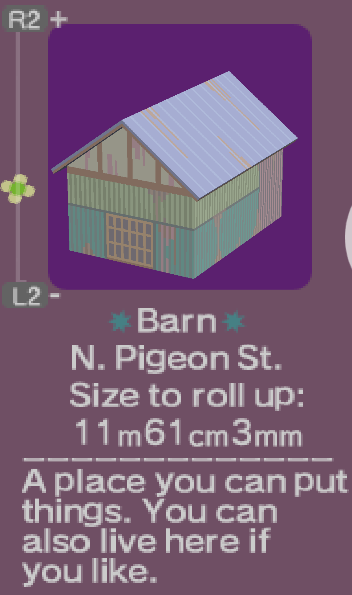 R2 +
L2 -
Barn
N. Pigeon St.
Size to roll up:
11m61cm3mm
A place you can put
things. You can
also live here if
you like.